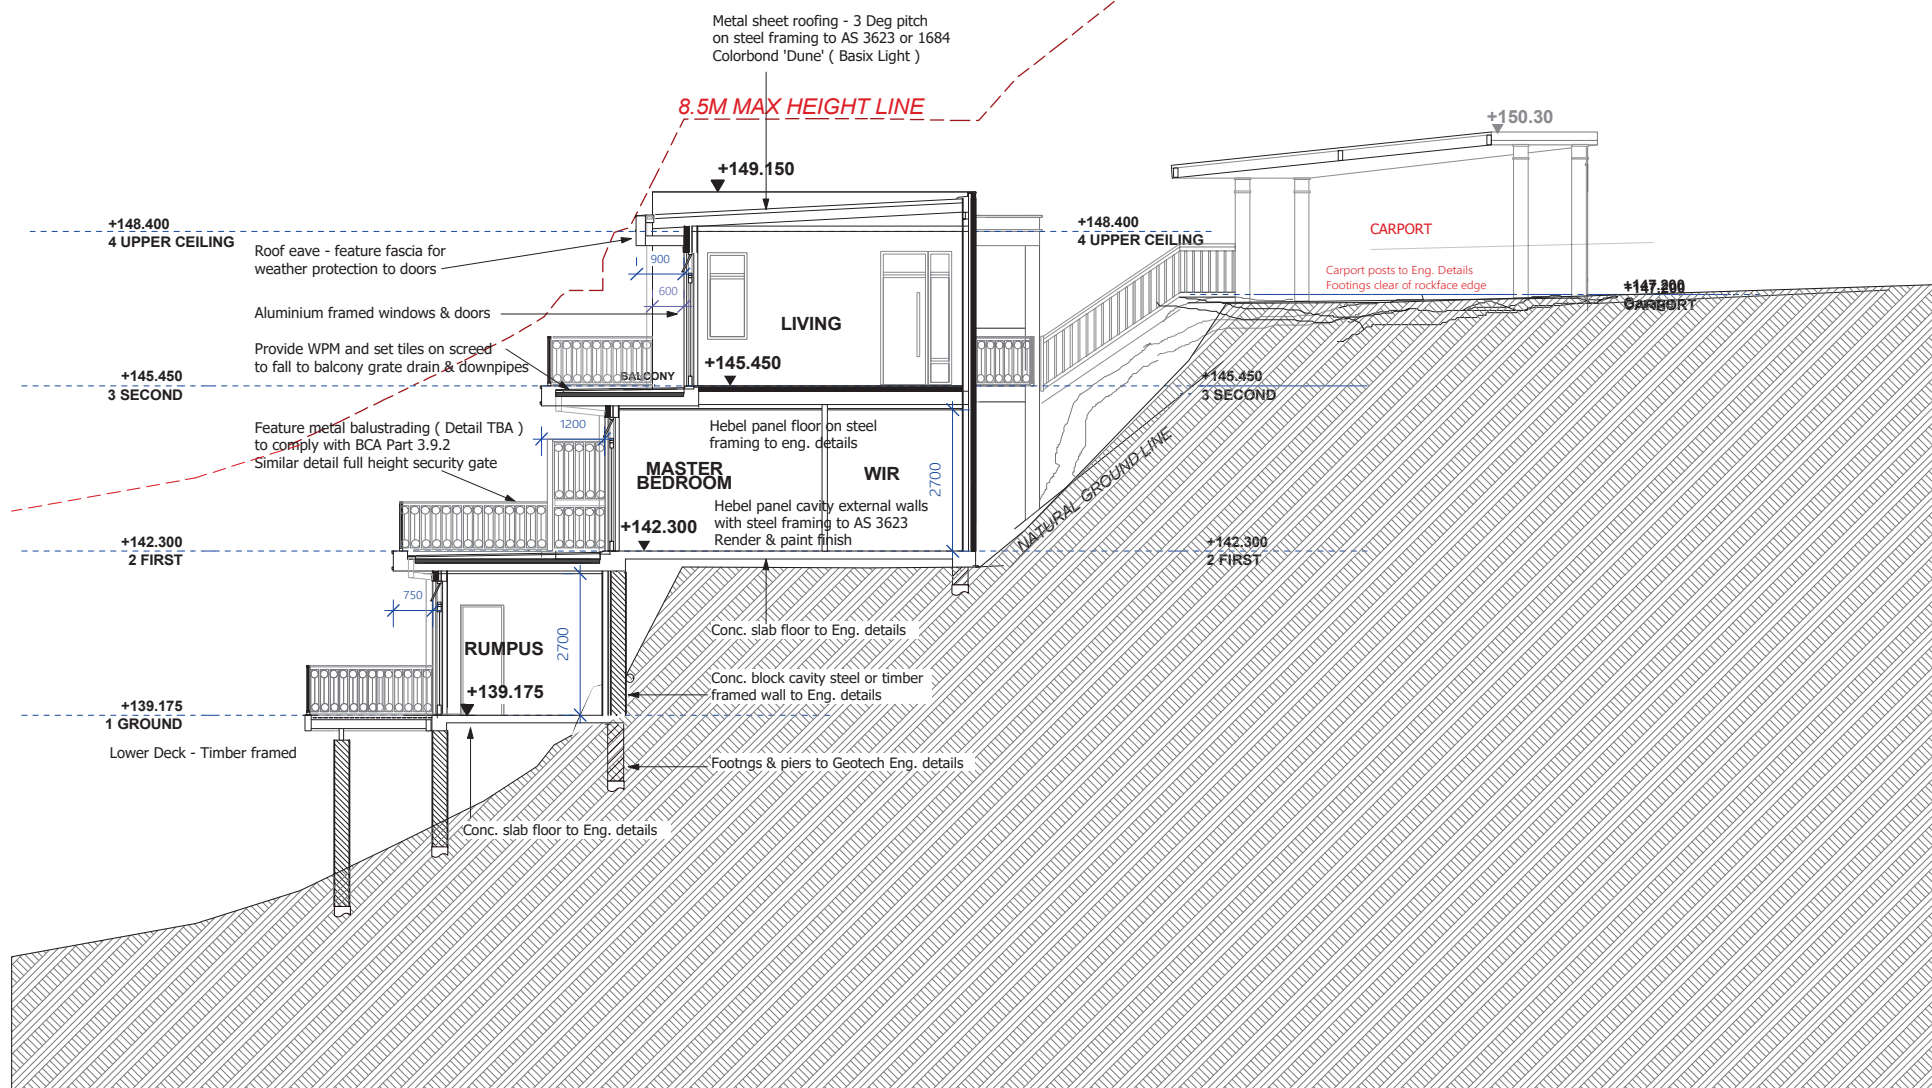 Metal sheet roofing - 3 Deg pitch
on steel framing to AS 3623 or 1684
Colorbond 'Dune' ( Basix Light )
8.5M MAX HEIGHT LINE
+150.30
+149.150
+148.400
4 UPPER CEILING
+148.400
4 UPPER CEILING
CARPORT
Roof eave - feature fascia for
weather protection to doors
900
Carport posts to Eng. Details
Footings clear of rockface edge
600
+147.200
CARPORT
Aluminium framed windows & doors
LIVING
Provide WPM and set tiles on screed
to fall to balcony grate drain & downpipes
+145.450
BALCONY
+145.450
3 SECOND
+145.450
3 SECOND
Feature metal balustrading ( Detail TBA )
to comply with BCA Part 3.9.2
Similar detail full height security gate
1200
Hebel panel floor on steel
framing to eng. details
MASTER
BEDROOM
WIR
2700
NATURAL GROUND LINE
Hebel panel cavity external walls
with steel framing to AS 3623
Render & paint finish
+142.300
+142.300
2 FIRST
+142.300
2 FIRST
750
Conc. slab floor to Eng. details
RUMPUS
2700
Conc. block cavity steel or timber
framed wall to Eng. details
+139.175
+139.175
1 GROUND
Lower Deck - Timber framed
Footngs & piers to Geotech Eng. details
Conc. slab floor to Eng. details